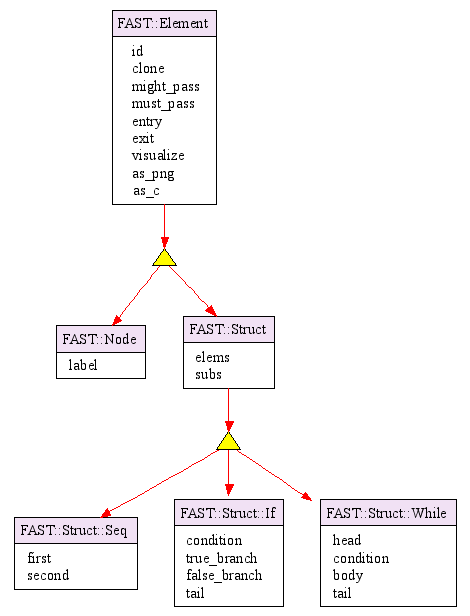 FAST::Element
id
clone
might_pass
must_pass
entry
exit
visualize
as_png
as_c
FAST::Node
label
FAST::Struct
elems
subs
FAST::Struct::Seq
first
second
FAST::Struct::If
condition
true_branch
false_branch
tail
FAST::Struct::While
head
condition
body
tail